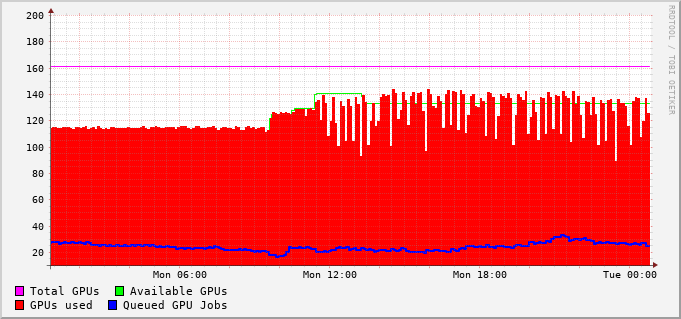 200
180
160
140
120
100
80
60
40
20
Mon 06:00 Mon 12:00 Mon 18:00 Tue 00:00
Total GPUs Available GPUs
GPUs used Queued GPU Jobs
RRDTOOL / TOBI OETIKER